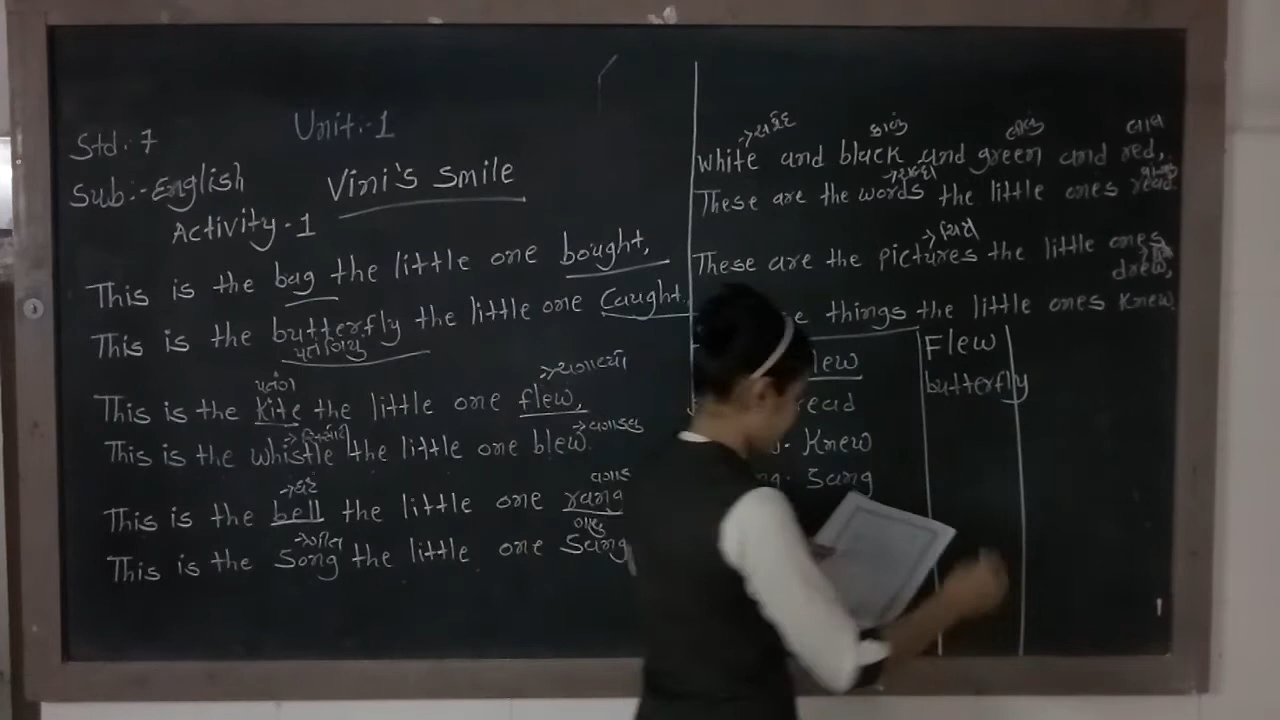 Std. 7
Unit.-1
Sub:-English
Vini's Smile
Activity-1
This is the bag the little one bought,
This is the butterfly the little one Caught.
પતંગિયુ
પતંગ
This is the kite the little one flew,
This is the whistle the little one blew.
This is the bell the little one rang
This is the Song the little one Sang
→સફેદ કાળું લીલું લાલ
White and black and green and red,
These are the words the little ones read.
→ચિત્રો
These are the pictures the little ones
drew,
things the little ones Knew.
Flew
butterfly
Knew
Sang